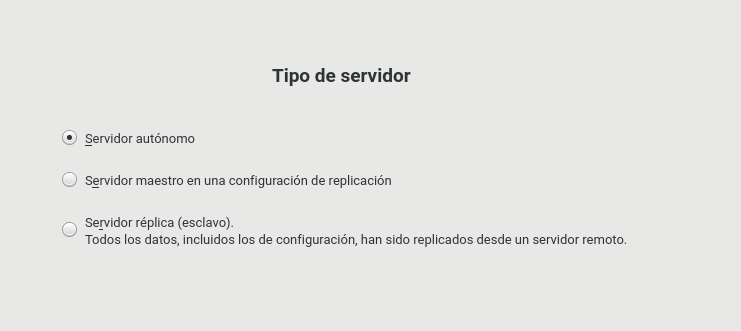 Tipo de servidor
Servidor autónomo
Servidor maestro en una configuración de replicación
Servidor réplica (esclavo).
Todos los datos, incluidos los de configuración, han sido replicados desde un servidor remoto.